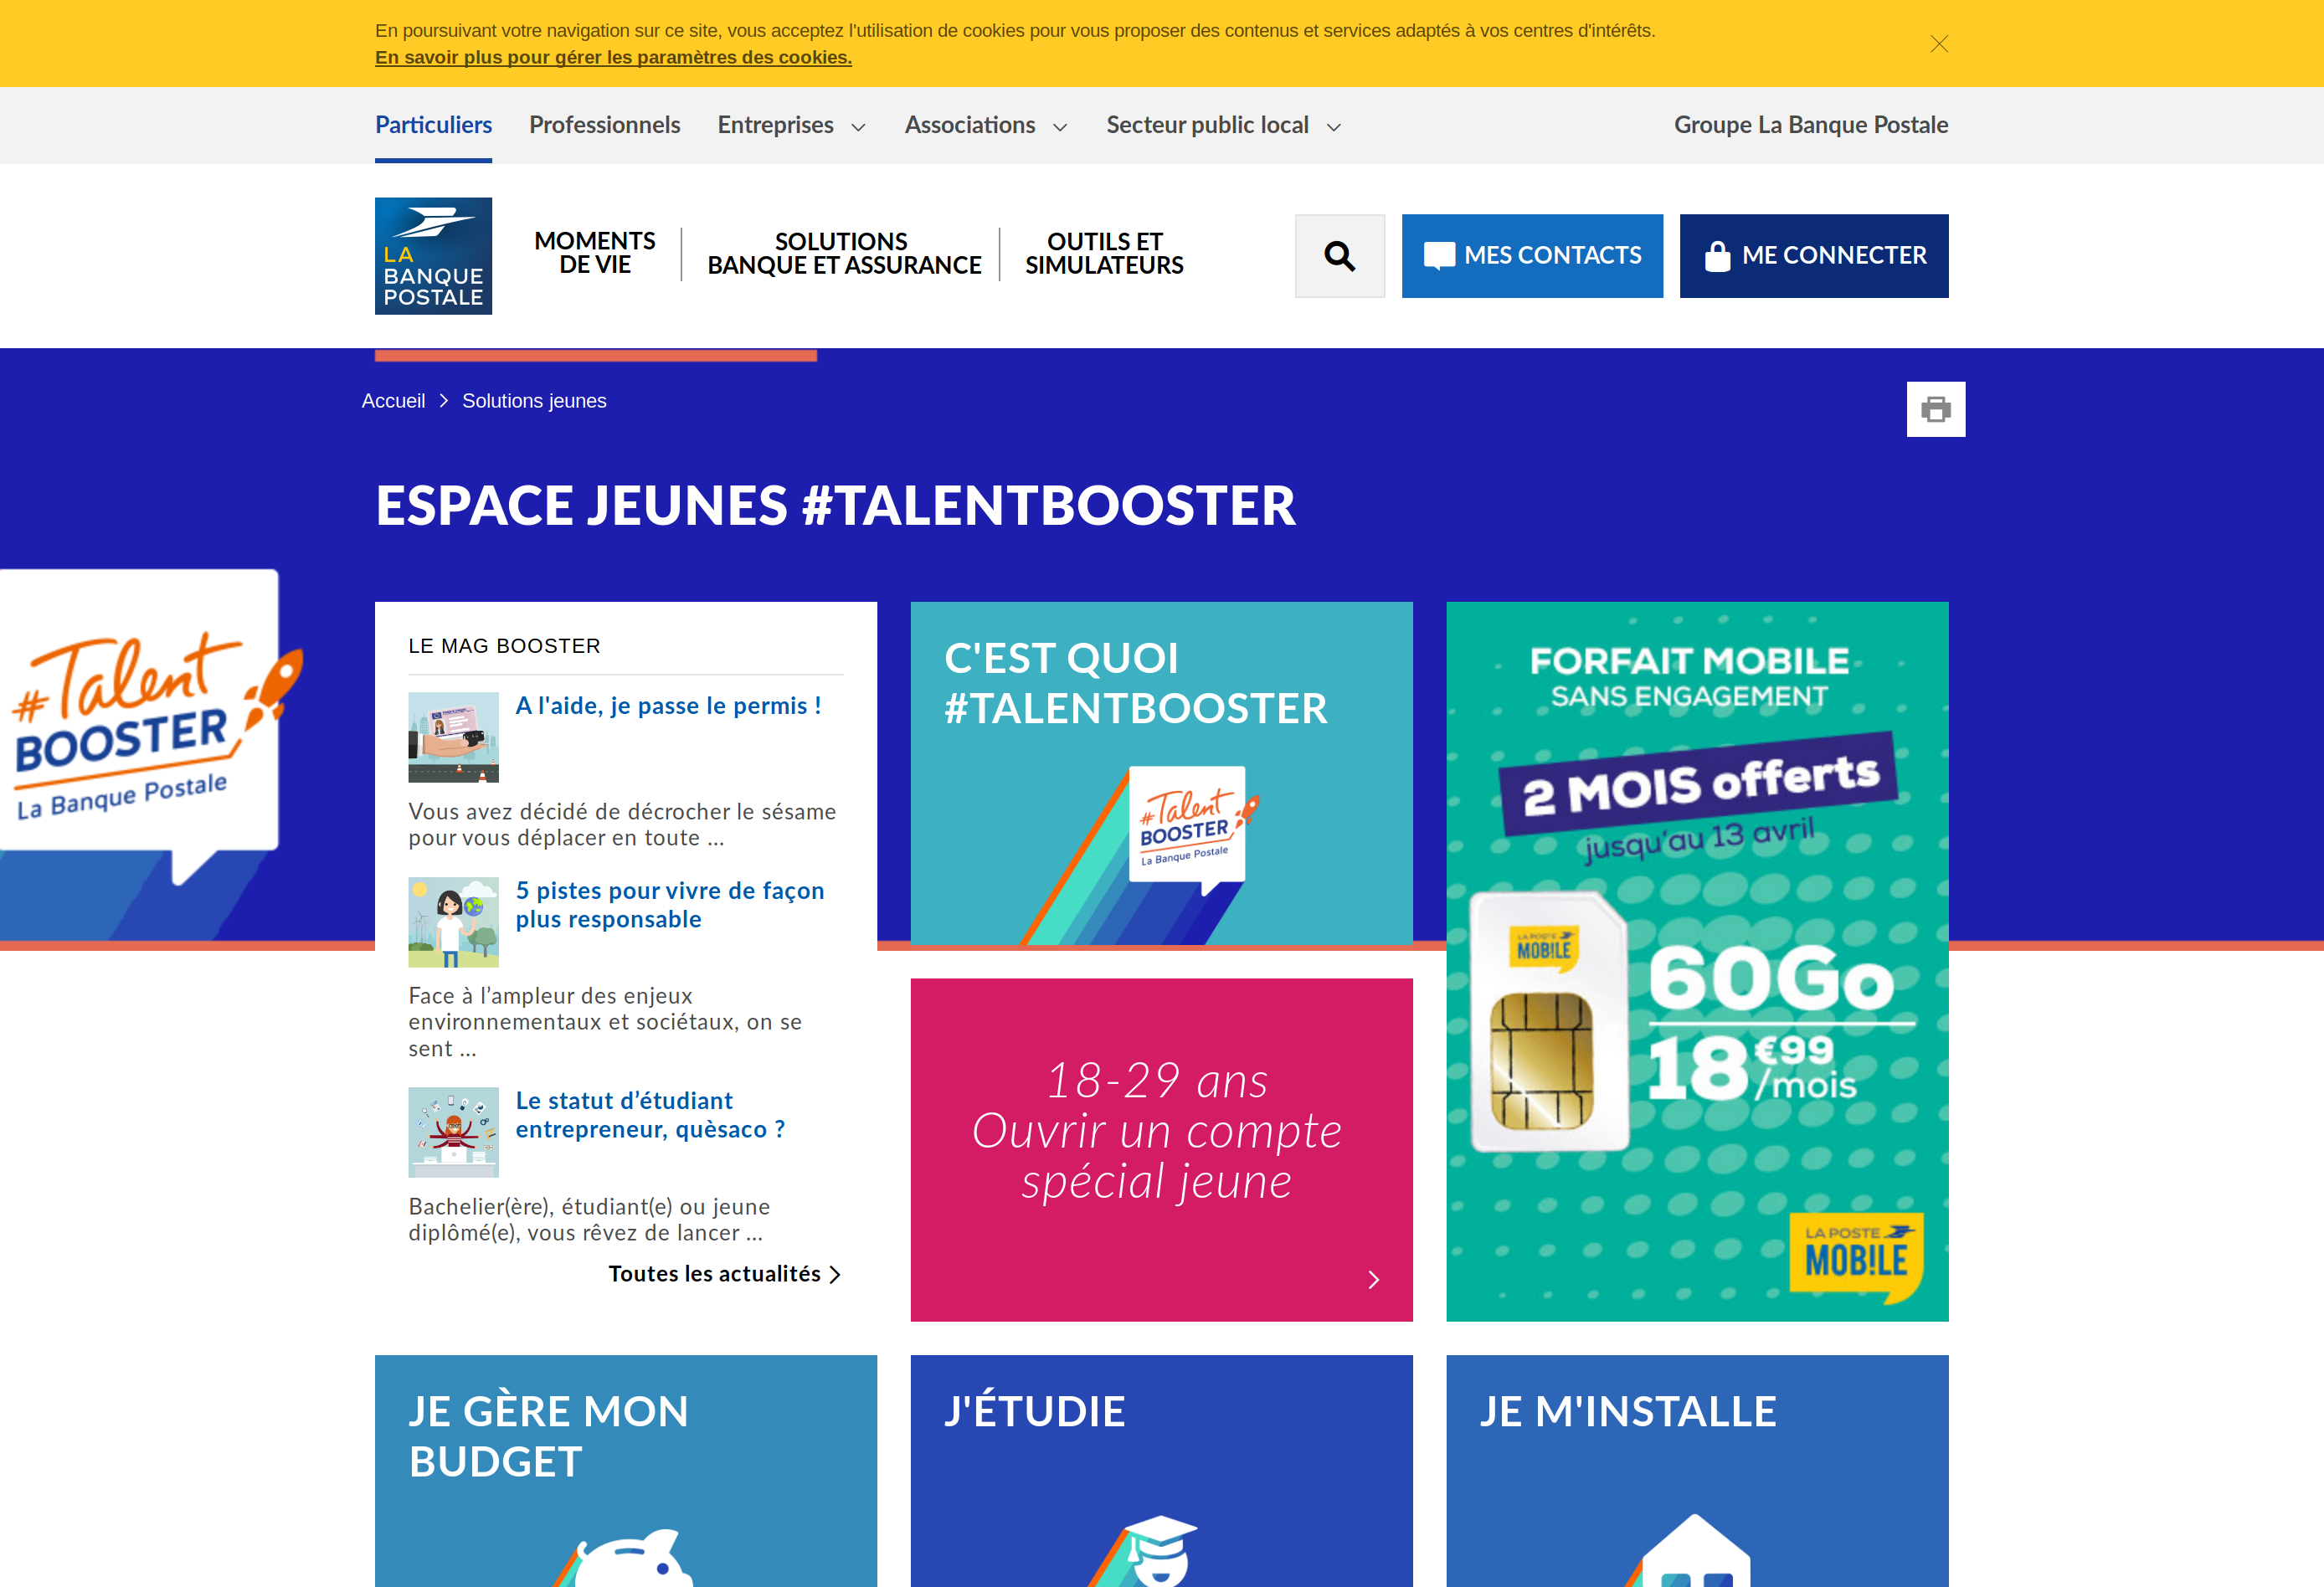 En poursuivant votre navigation sur ce site, vous acceptez l'utilisation de cookies pour vous proposer des contenus et services adaptés à vos centres d'intérêts.
En savoir plus pour gérer les paramètres des cookies.
Particuliers
Professionnels
Entreprises
Associations
Secteur public local
Groupe La Banque Postale
LA
BANQUE
POSTALE
MOMENTS
DE VIE
SOLUTIONS
BANQUE ET ASSURANCE
OUTILS ET
SIMULATEURS
MES CONTACTS
ME CONNECTER
Accueil
Solutions jeunes
ESPACE JEUNES #TALENTBOOSTER
#Talent
BOOSTER
La Banque Postale
LE MAG BOOSTER
A l'aide, je passe le permis !
Vous avez décidé de décrocher le sésame
pour vous déplacer en toute ...
5 pistes pour vivre de façon
plus responsable
Face à l’ampleur des enjeux
environnementaux et sociétaux, on se
sent ...
Le statut d’étudiant
entrepreneur, quèsaco ?
Bachelier(ère), étudiant(e) ou jeune
diplômé(e), vous rêvez de lancer ...
Toutes les actualités
C'EST QUOI
#TALENTBOOSTER
#Talent
BOOSTER
La Banque Postale
18-29 ans
Ouvrir un compte
spécial jeune
FORFAIT MOBILE
SANS ENGAGEMENT
2 MOIS offerts
jusqu'au 13 avril
LA POSTE
MOBILE
60Go
18€99
/mois
LA POSTE
MOBILE
JE GÈRE MON
BUDGET
J'ÉTUDIE
JE M'INSTALLE